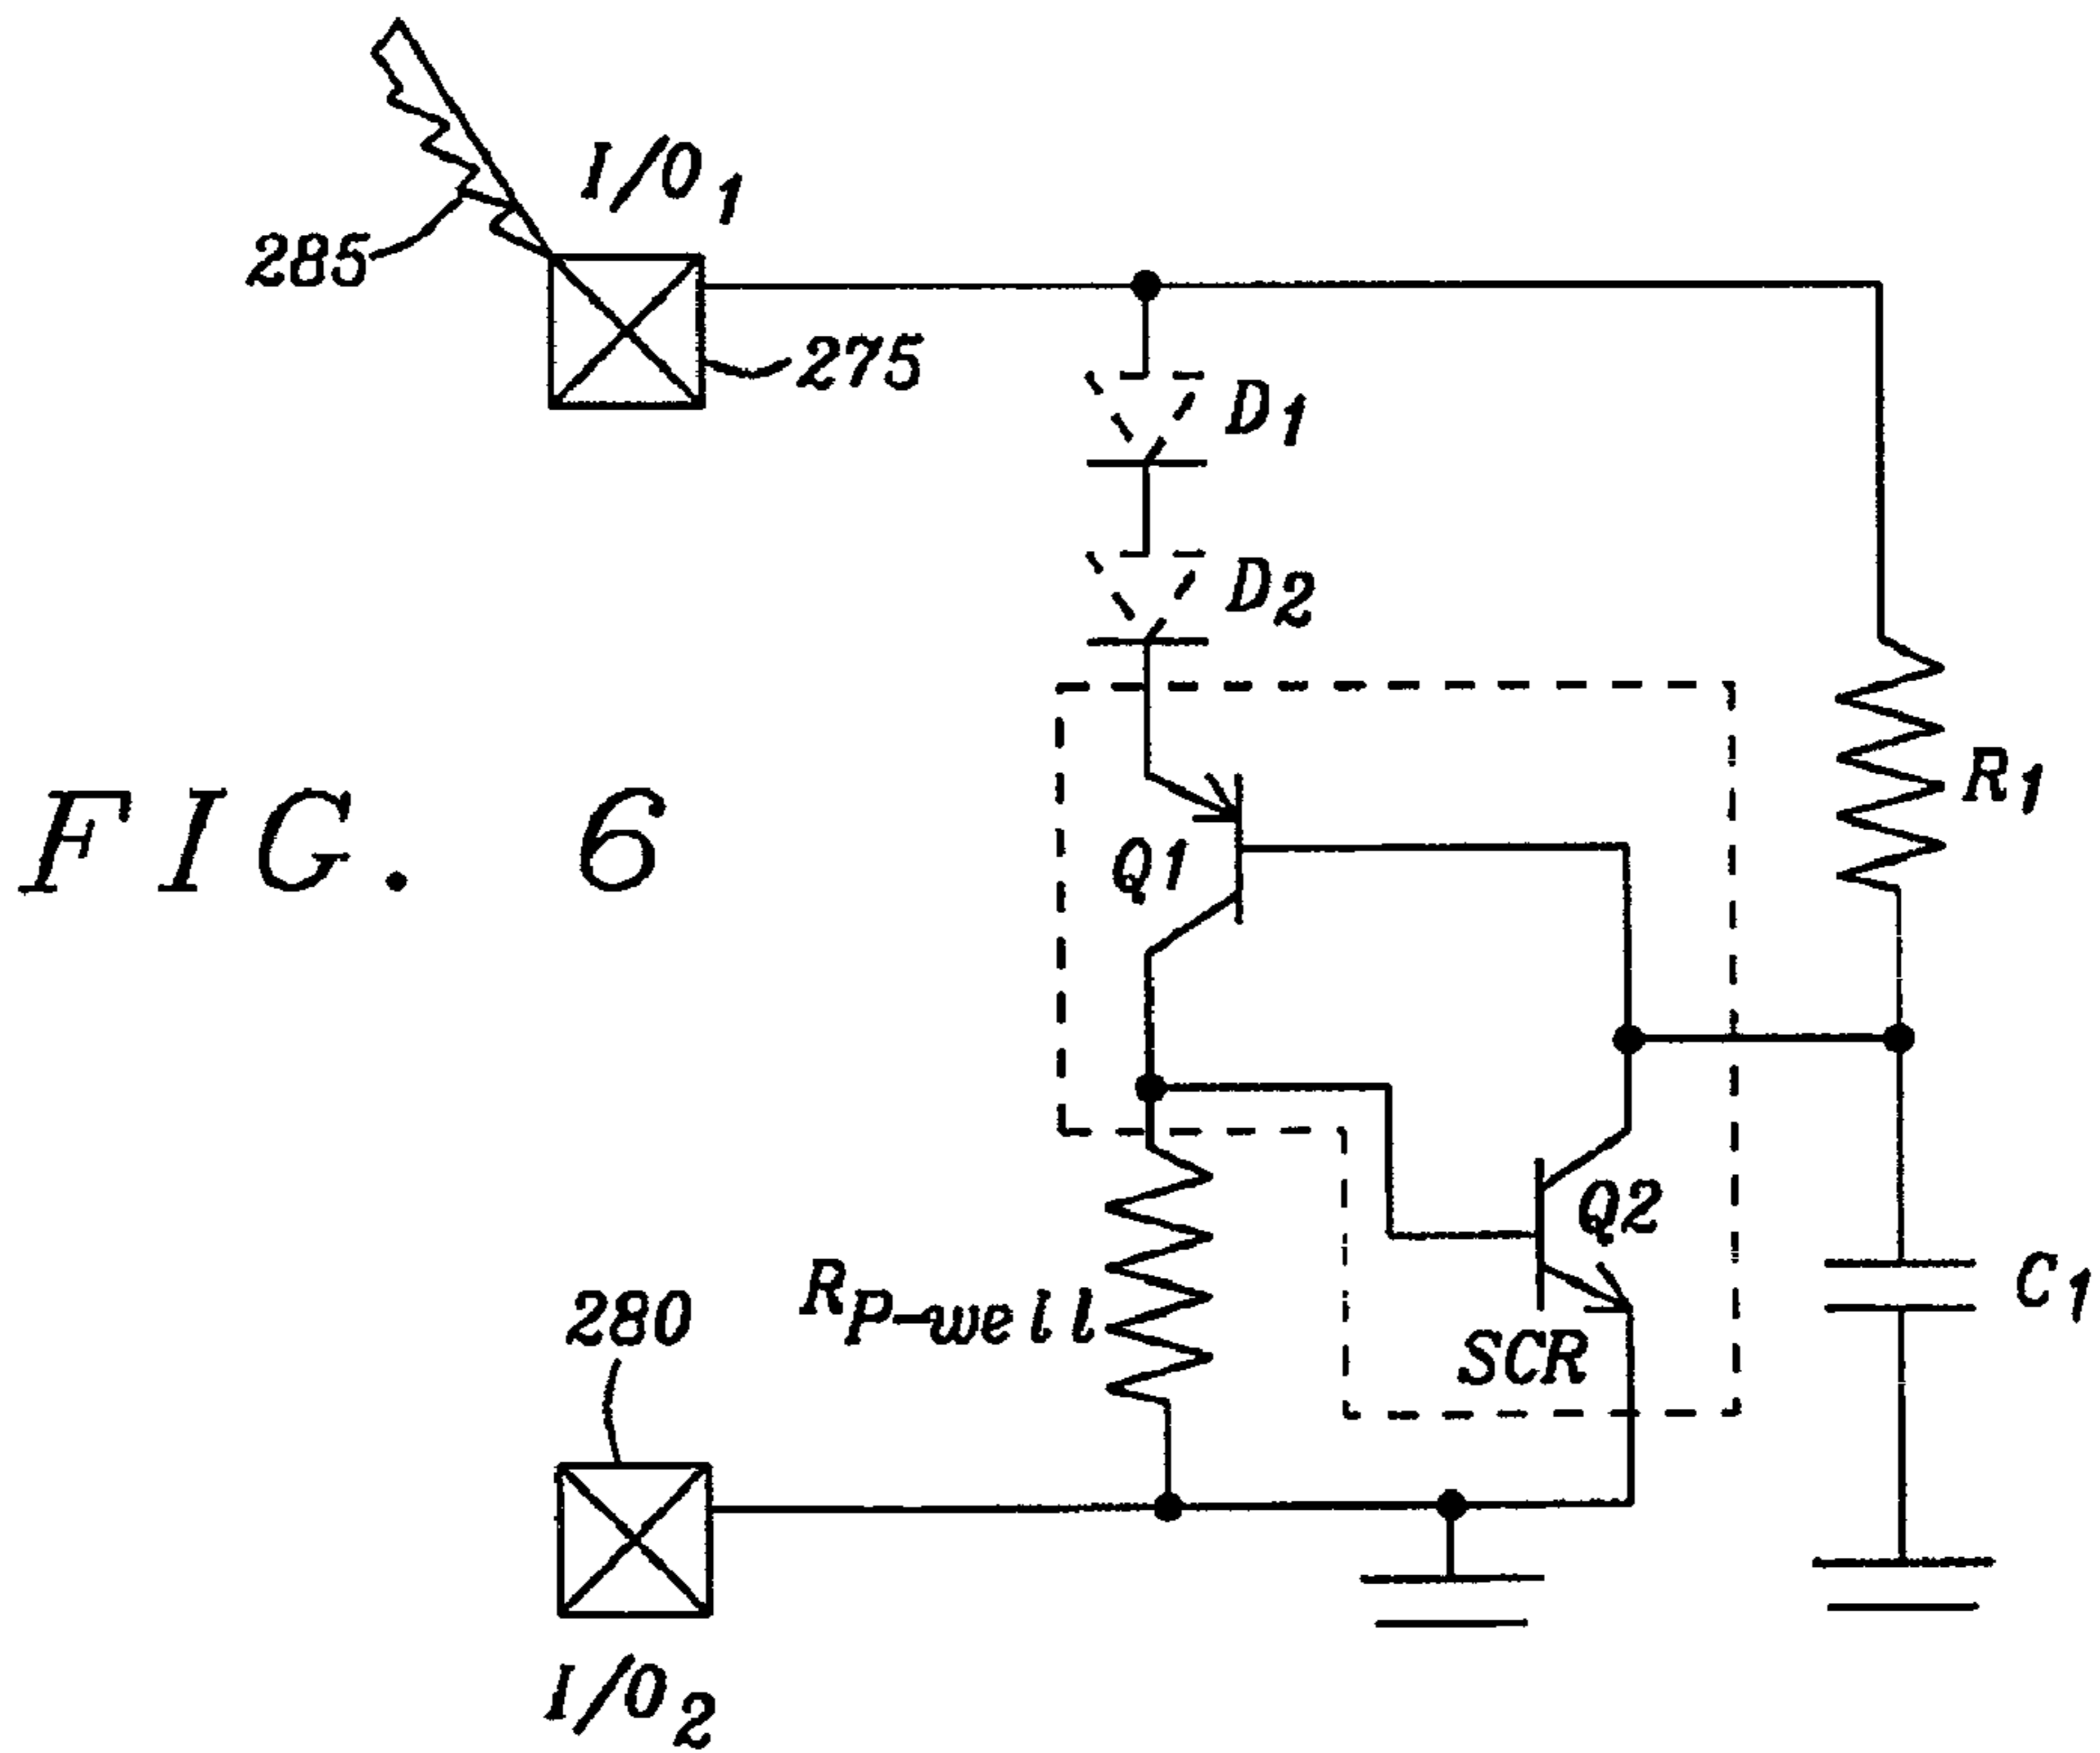 I/O1
285
275
D1
D2
FIG. 6
Q1
R1
Q2
RP-well
280
SCR
C1
I/O2